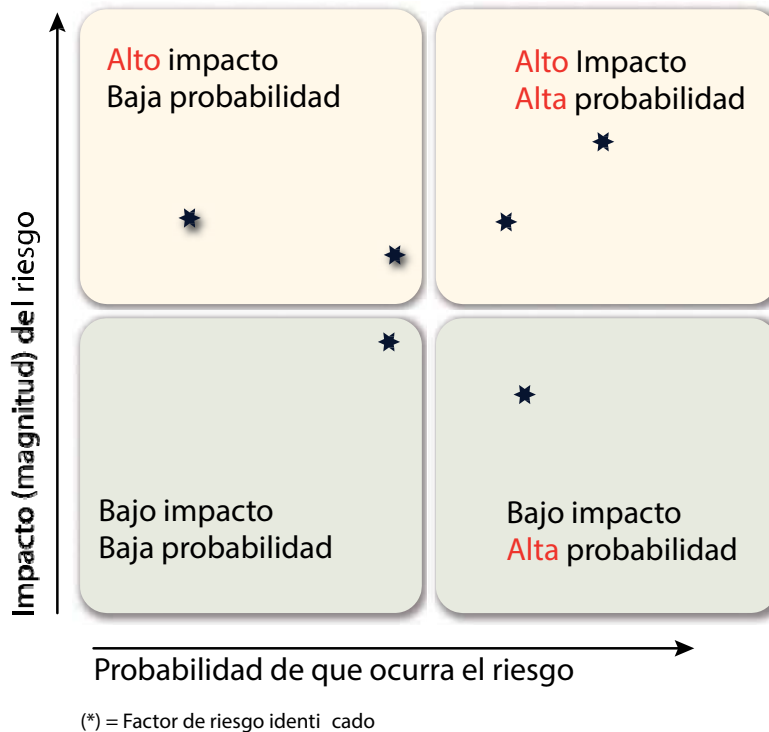 Alto impacto
Baja probabilidad
Alto Impacto
Alta probabilidad
Impacto (magnitud) del riesgo
Bajo impacto
Baja probabilidad
Bajo impacto
Alta probabilidad
Probabilidad de que ocurra el riesgo
(*) = Factor de riesgo identi cado